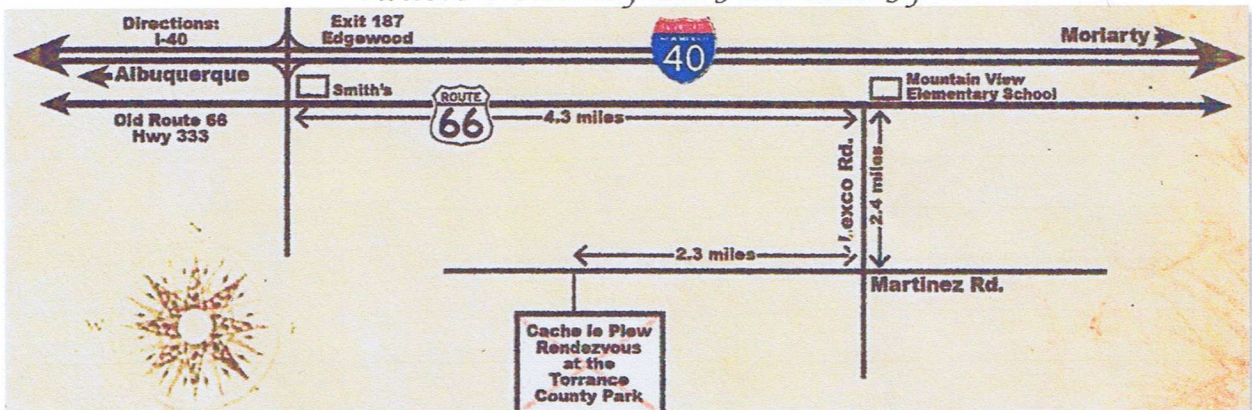 Directions:
I-40
Exit 187
Edgewood
40
Moriarty
Albuquerque
Smith's
Mountain View
Elementary School
Old Route 66
Hwy 333
ROUTE
66
4.3 miles
Rd.
2.4 miles
2.3 miles
Martinez Rd.
Cache le Plew
Rendezvous
at the
Torrance
County Park